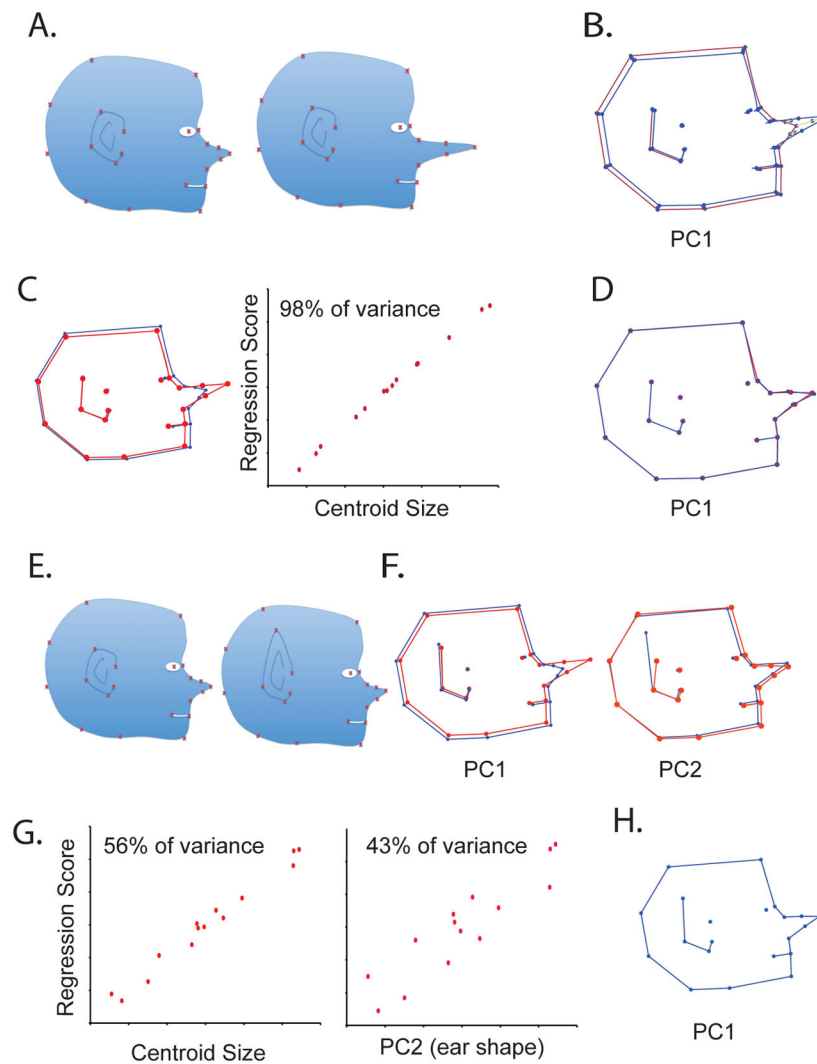 A.
B.
PC1
C
98% of variance
Regression Score
Centroid Size
D
PC1
E.
F.
PC1
PC2
G.
56% of variance
Regression Score
Centroid Size
43% of variance
PC2 (ear shape)
H.
PC1